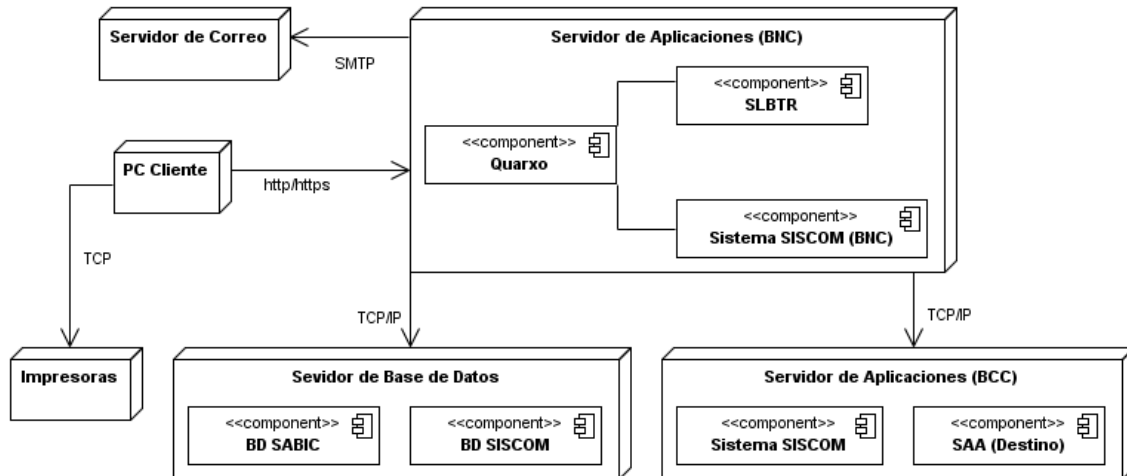 Servidor de Correo
SMTP
Servidor de Aplicaciones (BNC)
<<component>>
SLBTR
<<component>>
Quarxo
<<component>>
Sistema SISCOM (BNC)
PC Cliente
http/https
TCP
TCP/IP
TCP/IP
Impresoras
Sevidor de Base de Datos
<<component>>
BD SABIC
<<component>>
BD SISCOM
Servidor de Aplicaciones (BCC)
<<component>>
Sistema SISCOM
<<component>>
SAA (Destino)